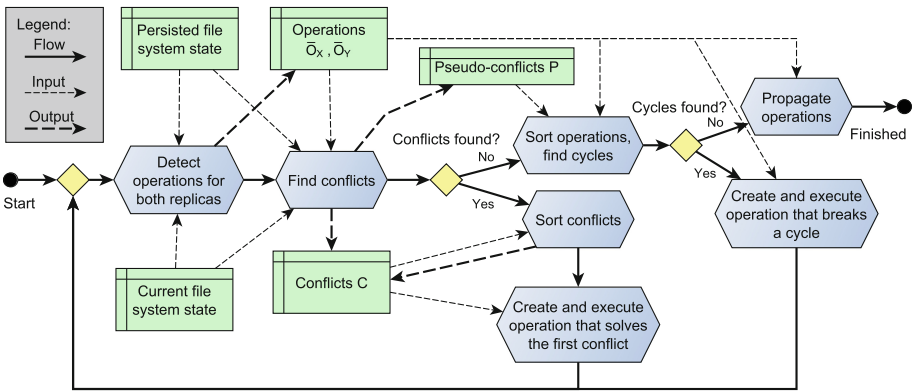 Legend:
Flow
Input
Output
Persisted file
system state
Operations
ŌX , ŌY
Pseudo-conflicts P
Start
Detect
operations for
both replicas
Find conflicts
Conflicts found?
No
Yes
Sort operations,
find cycles
Cycles found?
No
Yes
Propagate
operations
Finished
Create and execute
operation that breaks
a cycle
Sort conflicts
Current file
system state
Conflicts C
Create and execute
operation that solves
the first conflict